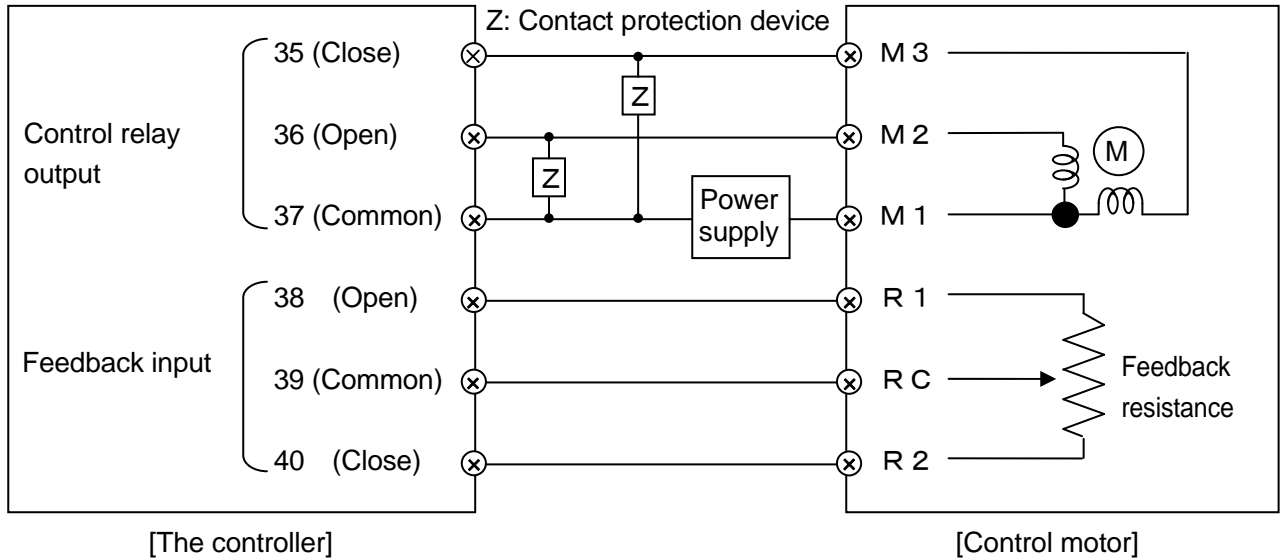 Z: Contact protection device
Control relay
output
35 (Close)
36 (Open)
37 (Common)
Z
Z
Power
supply
M 3
M 2
M 1
M
Feedback input
38 (Open)
39 (Common)
40 (Close)
R 1
R C
R 2
Feedback
resistance
[The controller]
[Control motor]